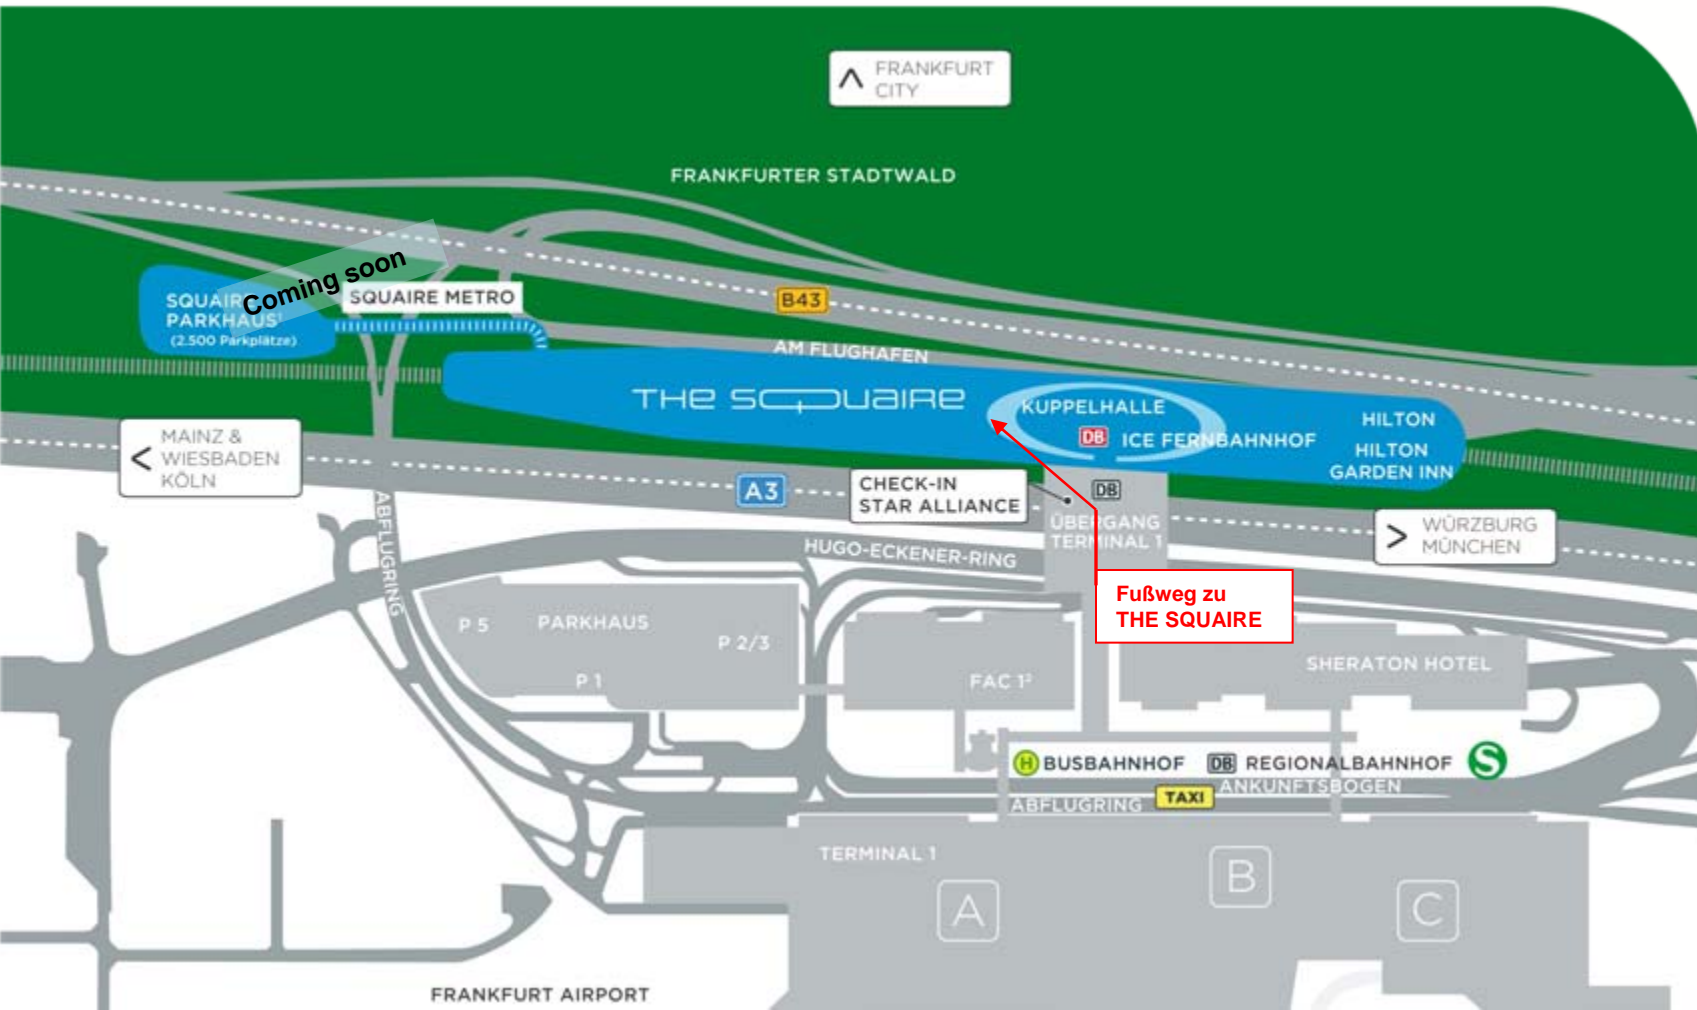 FRANKFURT
CITY
FRANKFURTER STADTWALD
Coming soon
SQUAIRE METRO
PARKHAUS¹
(2.500 Parkplätze)
B43
AM FLUGHAFEN
THE SQUAIRE
KUPPELHALLE
DB ICE FERNBAHNHOF
HILTON
HILTON
GARDEN INN
MAINZ &
WIESBADEN
KÖLN
A3
CHECK-IN
STAR ALLIANCE
DB
ÜBERGANG
TERMINAL 1
WÜRZBURG
MÜNCHEN
ABFLUGRING
HUGO-ECKENER-RING
Fußweg zu
THE SQUAIRE
P 5
PARKHAUS
P 2/3
P 1
FAC 1²
SHERATON HOTEL
H BUSBAHNHOF
DB REGIONALBAHNHOF
S
ANKUNFTSBOGEN
ABFLUGRING
TAXI
TERMINAL 1
A
B
C
FRANKFURT AIRPORT